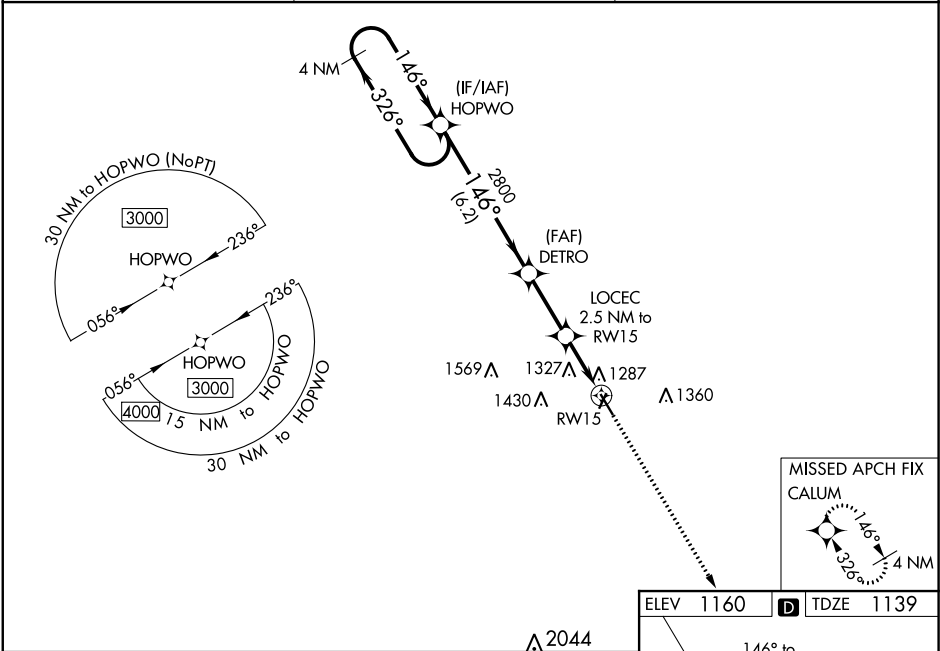 4 NM
146°
326°
(IF/IAF)
HOPWO
2800
146°
(6.2)
30 NM to HOPWO (NoPT)
3000
HOPWO
236°
056°
(FAF)
DETRO
LOCEC
2.5 NM to
RW15
236°
HOPWO
056°
3000
4000
15 NM to HOPWO
30 NM to HOPWO
1569
1327
1287
1430
1360
RW15
MISSED APCH FIX
CALUM
146°
326°
4 NM
ELEV 1160
D
TDZE 1139
2044
146° to